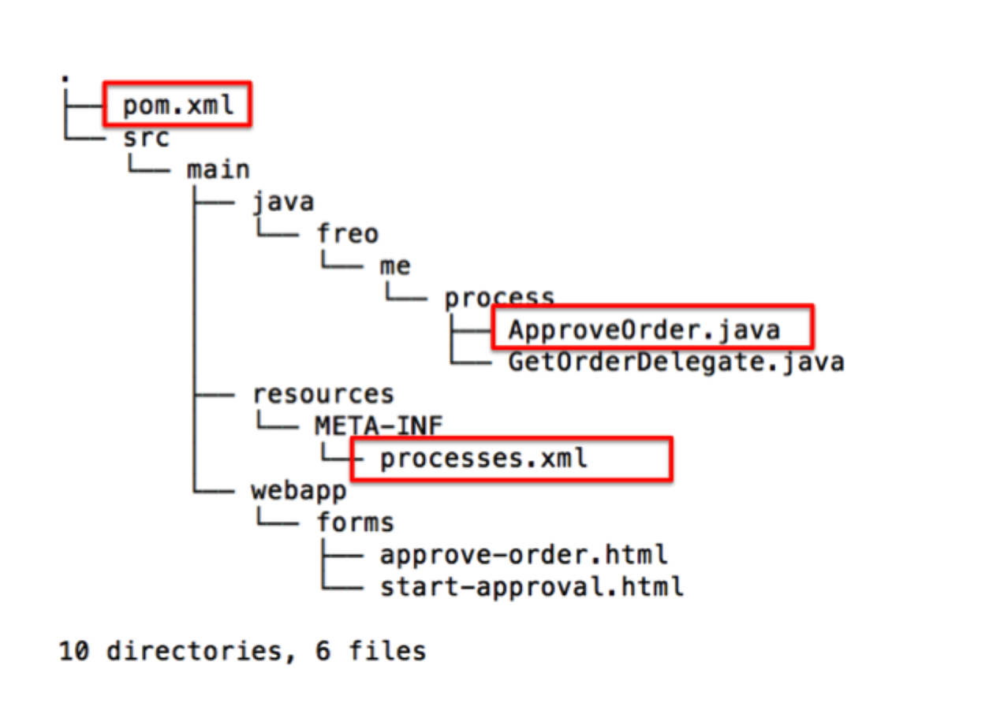 .
├── pom.xml
└── src
    └── main
        ├── java
        │   └── freo
        │       └── me
        │           └── process
        │               ├── ApproveOrder.java
        │               └── GetOrderDelegate.java
        ├── resources
        │   └── META-INF
        │       └── processes.xml
        └── webapp
            └── forms
                ├── approve-order.html
                └── start-approval.html
10 directories, 6 files